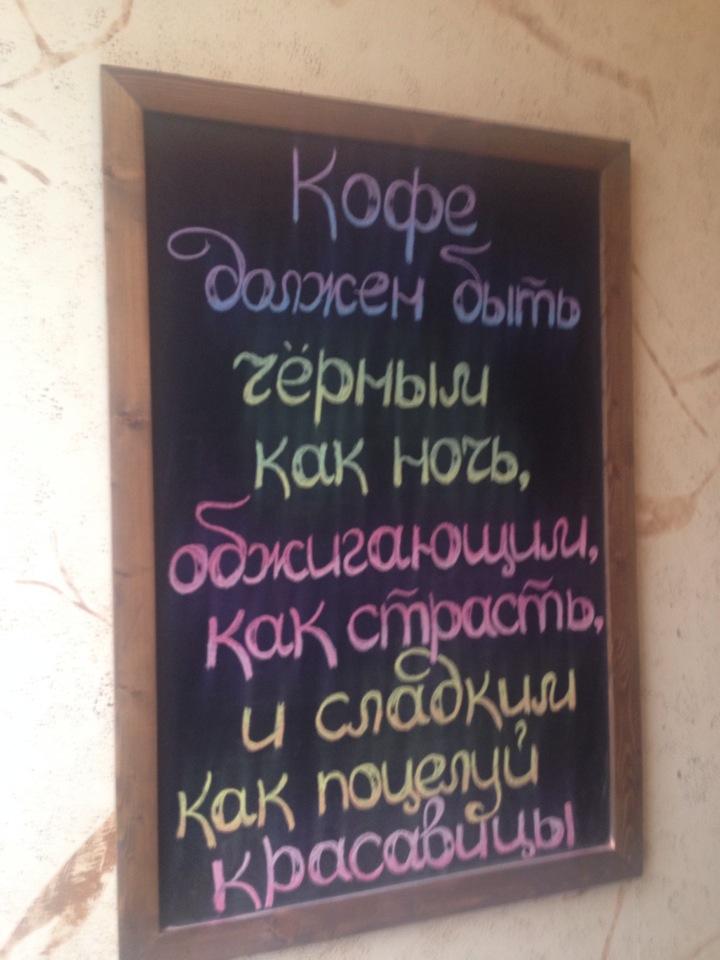 Кофе
должен быть
чёрным
как ночь,
обжигающим,
как страсть,
и сладким
как поцелуй
красавицы